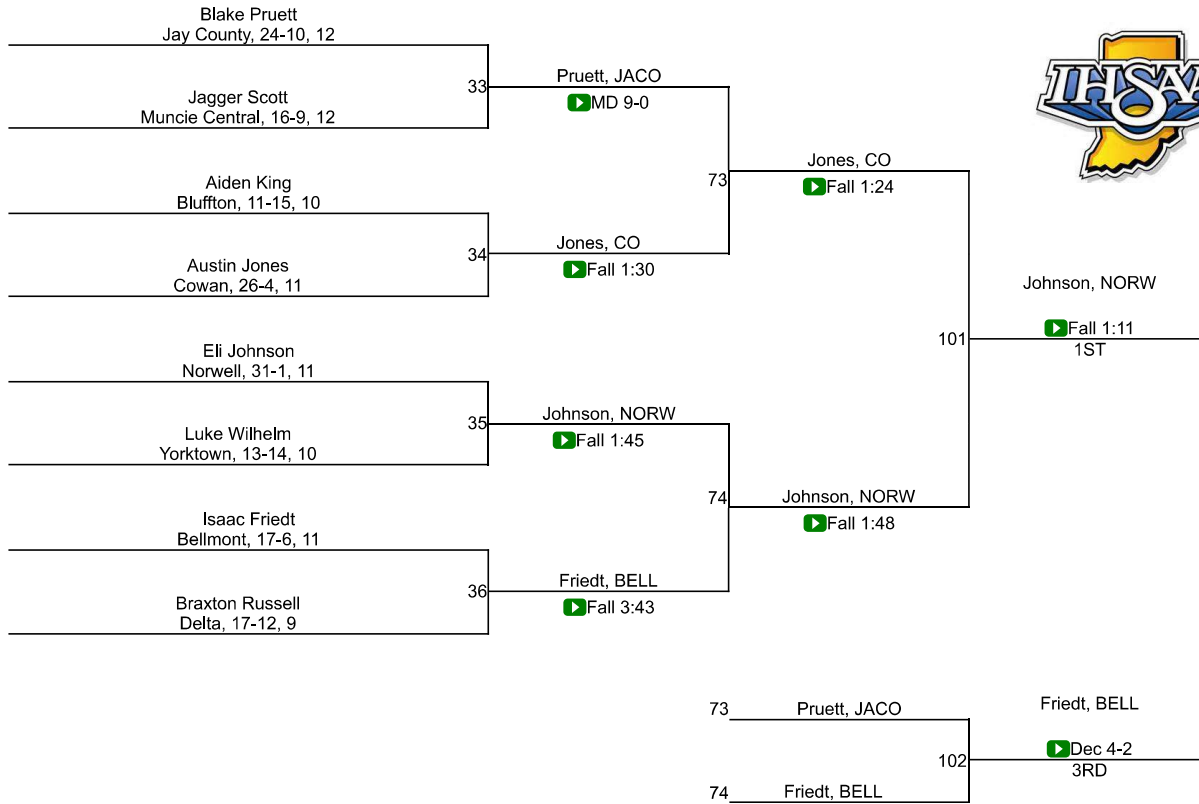 Blake Pruett
Jay County, 24-10, 12
33
Pruett, JACO
MD 9-0
Jagger Scott
Muncie Central, 16-9, 12
IHSAA
73
Jones, CO
Fall 1:24
Aiden King
Bluffton, 11-15, 10
34
Jones, CO
Fall 1:30
Austin Jones
Cowan, 26-4, 11
101
Johnson, NORW
Fall 1:11
1ST
Eli Johnson
Norwell, 31-1, 11
35
Johnson, NORW
Fall 1:45
Luke Wilhelm
Yorktown, 13-14, 10
74
Johnson, NORW
Fall 1:48
Isaac Friedt
Bellmont, 17-6, 11
36
Friedt, BELL
Fall 3:43
Braxton Russell
Delta, 17-12, 9
73
Pruett, JACO
102
Friedt, BELL
Dec 4-2
3RD
74
Friedt, BELL